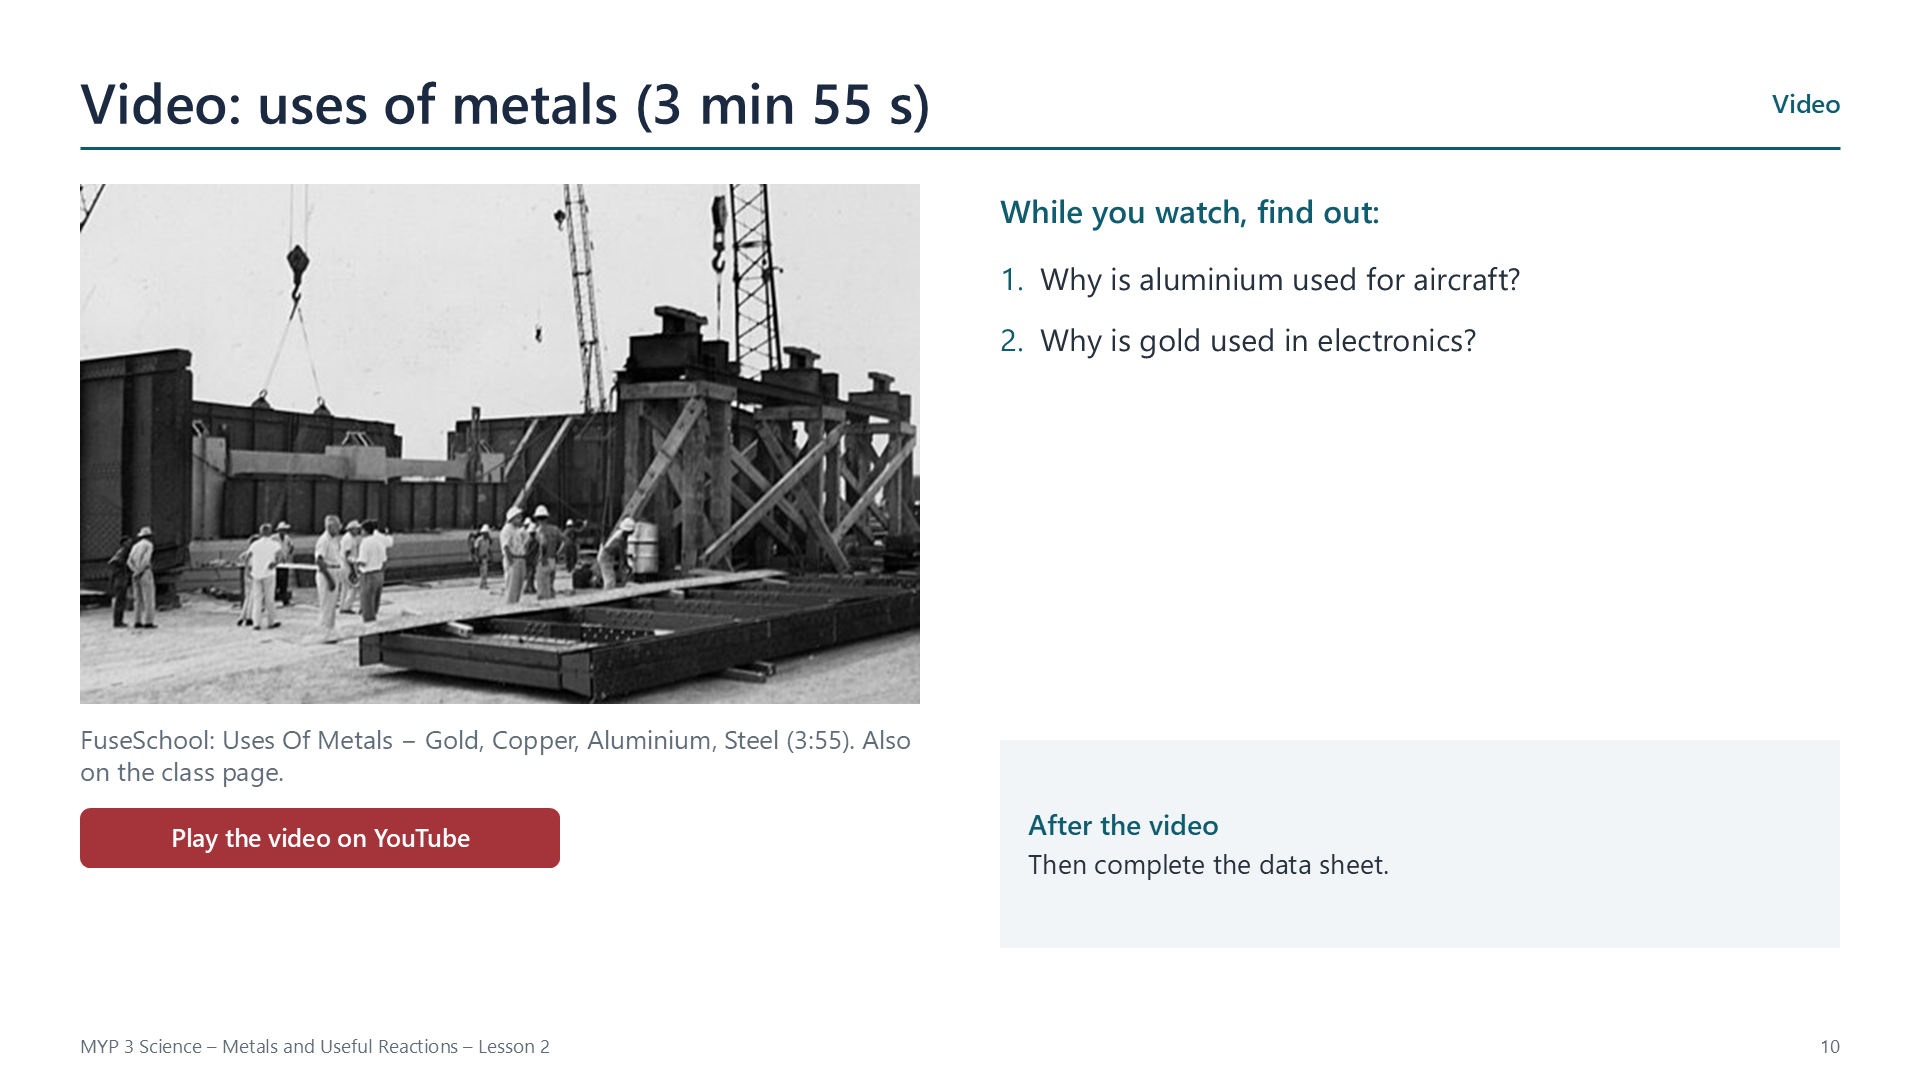 Video: uses of metals (3 min 55 s)
Video
While you watch, find out:
1. Why is aluminium used for aircraft?
2. Why is gold used in electronics?
FuseSchool: Uses Of Metals – Gold, Copper, Aluminium, Steel (3:55). Also
on the class page.
Play the video on YouTube
After the video
Then complete the data sheet.
MYP 3 Science – Metals and Useful Reactions – Lesson 2
10